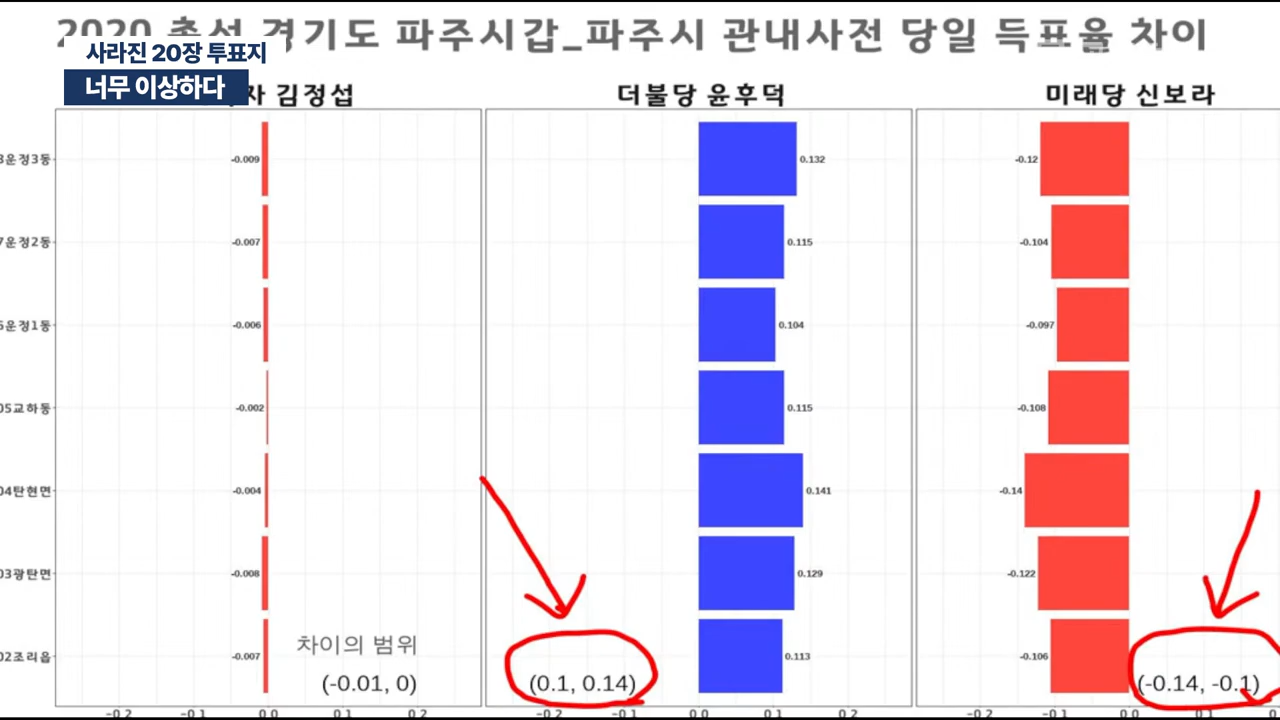 2020 총선 경기도 파주시갑_파주시 관내사전 당일 득표율 차이
사라진 20장 투표지
너무 이상하다
김정섭
더불당 윤후덕
미래당 신보라
운정3동
-0.009
0.132
-0.12
운정2동
-0.007
0.115
-0.104
운정1동
-0.006
0.104
-0.097
05교하동
-0.002
0.115
-0.108
04탄현면
-0.004
0.141
-0.14
03광탄면
-0.008
0.129
-0.122
02조리읍
-0.007
0.113
-0.106
차이의 범위
(-0.01, 0)
(0.1, 0.14)
(-0.14, -0.1)
-0.2 -0.1 0.0 0.1 0.2
-0.2 -0.1 0.0 0.1 0.2
-0.2 -0.1 0.0 0.1